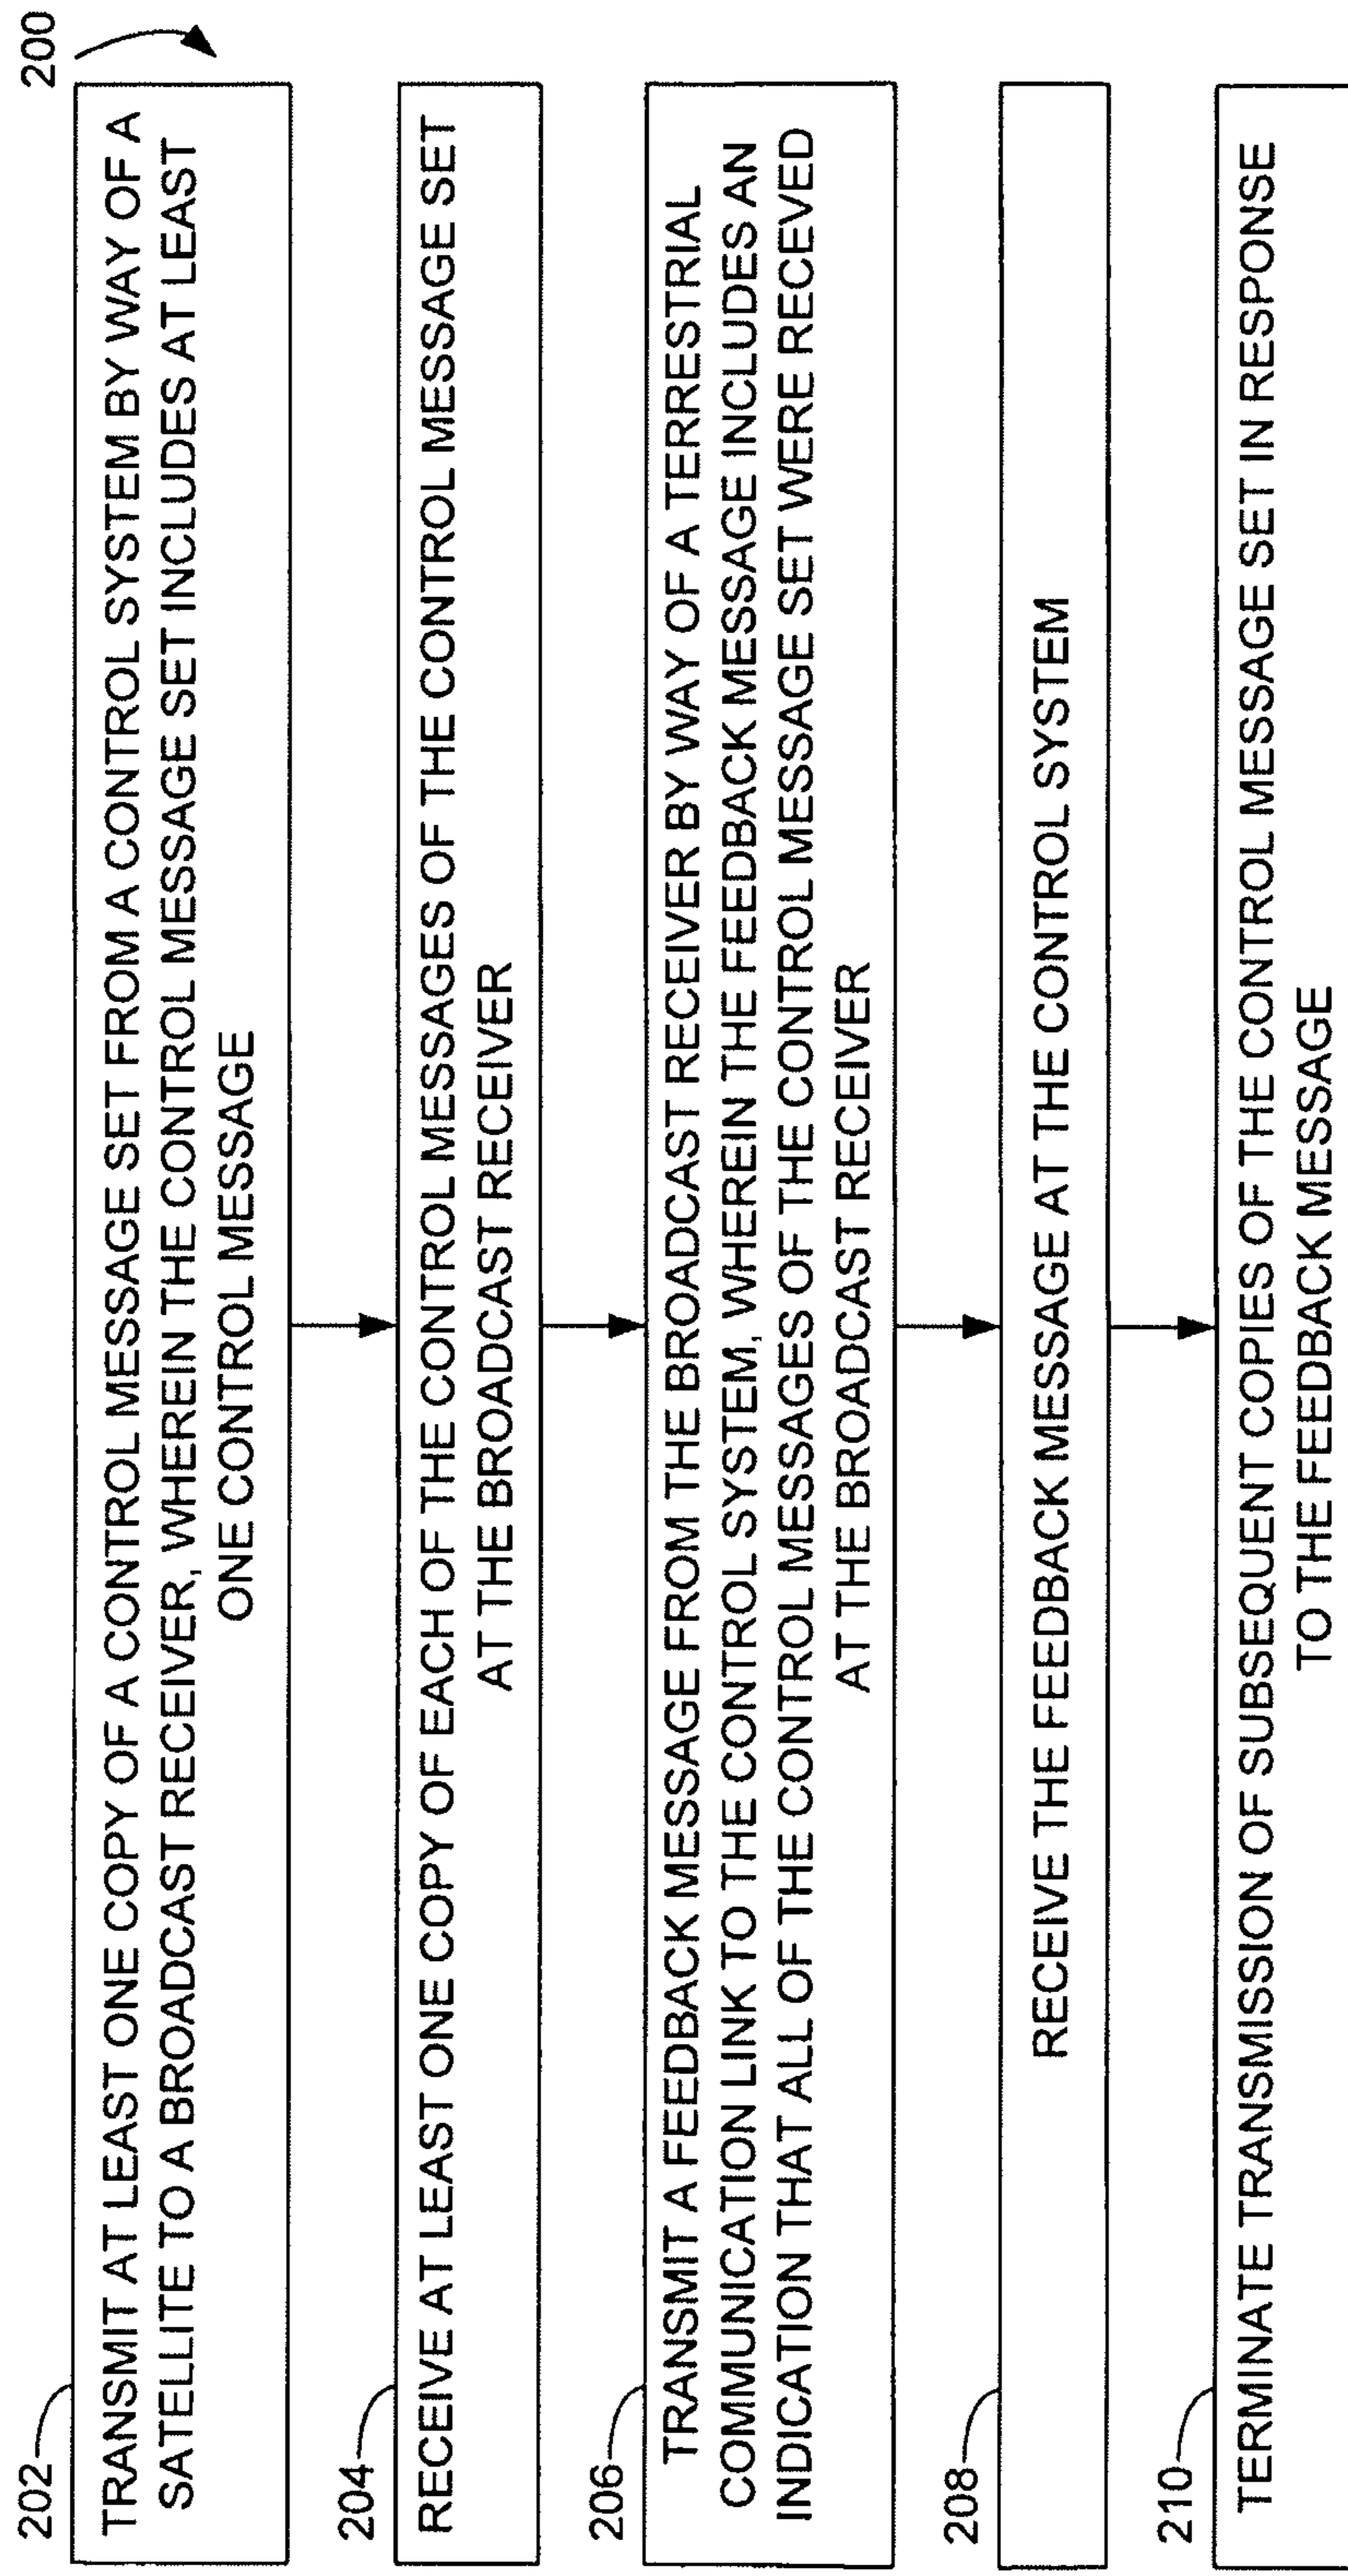 200
202
TRANSMIT AT LEAST ONE COPY OF A CONTROL MESSAGE SET FROM A CONTROL SYSTEM BY WAY OF A
SATELLITE TO A BROADCAST RECEIVER, WHEREIN THE CONTROL MESSAGE SET INCLUDES AT LEAST
ONE CONTROL MESSAGE
204
RECEIVE AT LEAST ONE COPY OF EACH OF THE CONTROL MESSAGES OF THE CONTROL MESSAGE SET
AT THE BROADCAST RECEIVER
206
TRANSMIT A FEEDBACK MESSAGE FROM THE BROADCAST RECEIVER BY WAY OF A TERRESTRIAL
COMMUNICATION LINK TO THE CONTROL SYSTEM, WHEREIN THE FEEDBACK MESSAGE INCLUDES AN
INDICATION THAT ALL OF THE CONTROL MESSAGES OF THE CONTROL MESSAGE SET WERE RECEVED
AT THE BROADCAST RECEIVER
208
RECEIVE THE FEEDBACK MESSAGE AT THE CONTROL SYSTEM
210
TERMINATE TRANSMISSION OF SUBSEQUENT COPIES OF THE CONTROL MESSAGE SET IN RESPONSE
TO THE FEEDBACK MESSAGE